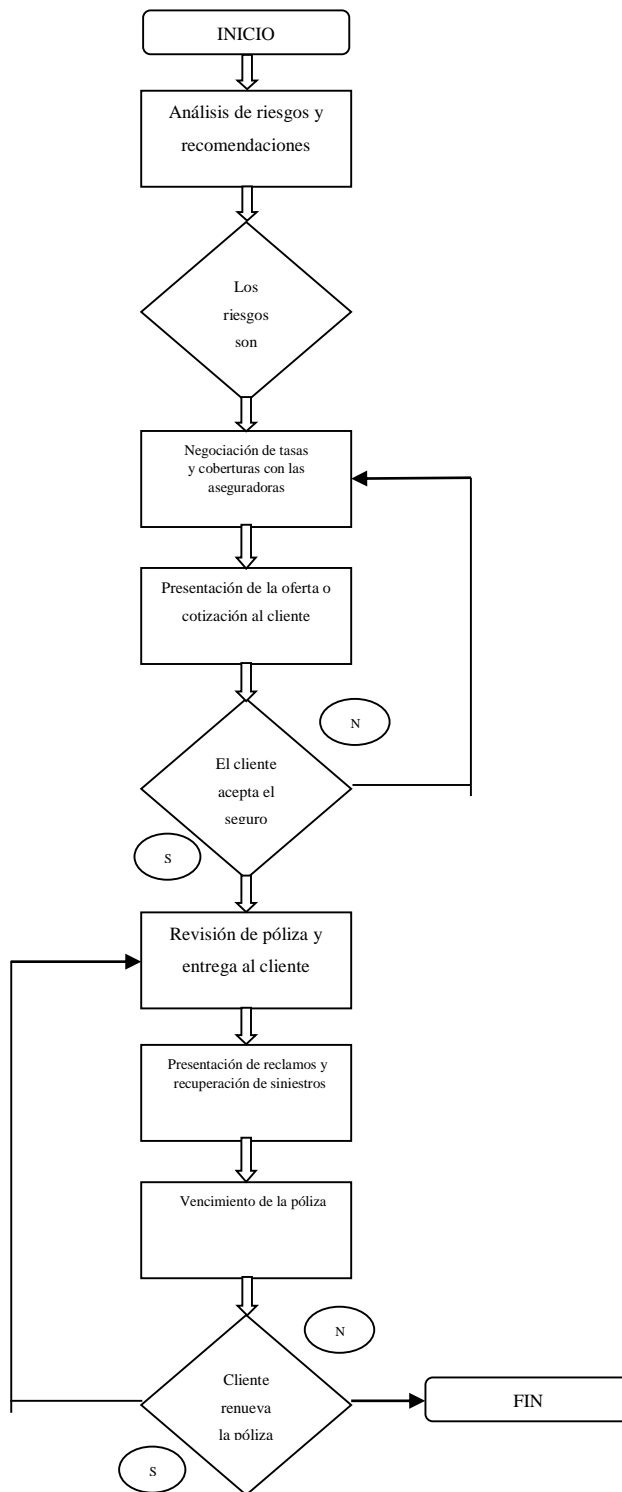 INICIO
Análisis de riesgos y
recomendaciones
Los
riesgos
son
Negociación de tasas
y coberturas con las
aseguradoras
Presentación de la oferta o
cotización al cliente
N
El cliente
acepta el
seguro
S
Revisión de póliza y
entrega al cliente
Presentación de reclamos y
recuperación de siniestros
Vencimiento de la póliza
N
Cliente
renueva
la póliza
FIN
S